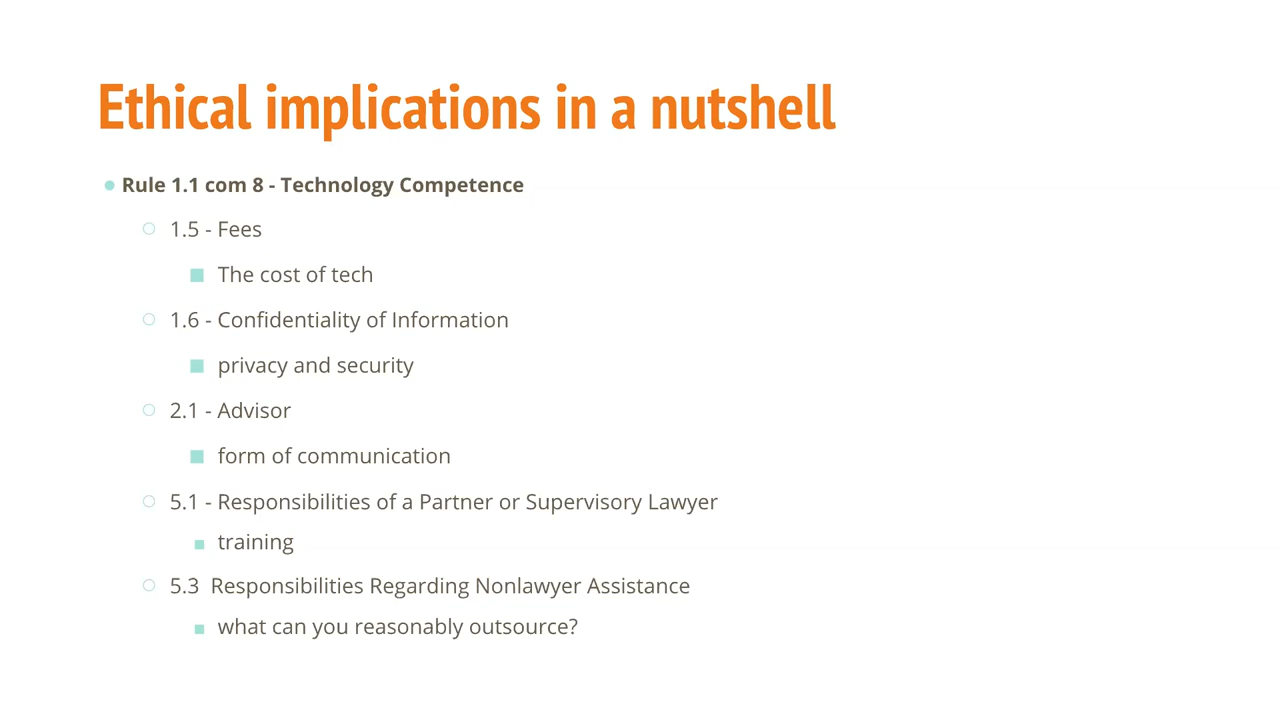 Ethical implications in a nutshell
Rule 1.1 com 8 - Technology Competence
1.5 - Fees
The cost of tech
1.6 - Confidentiality of Information
privacy and security
2.1 - Advisor
form of communication
5.1 - Responsibilities of a Partner or Supervisory Lawyer
training
5.3  Responsibilities Regarding Nonlawyer Assistance
what can you reasonably outsource?